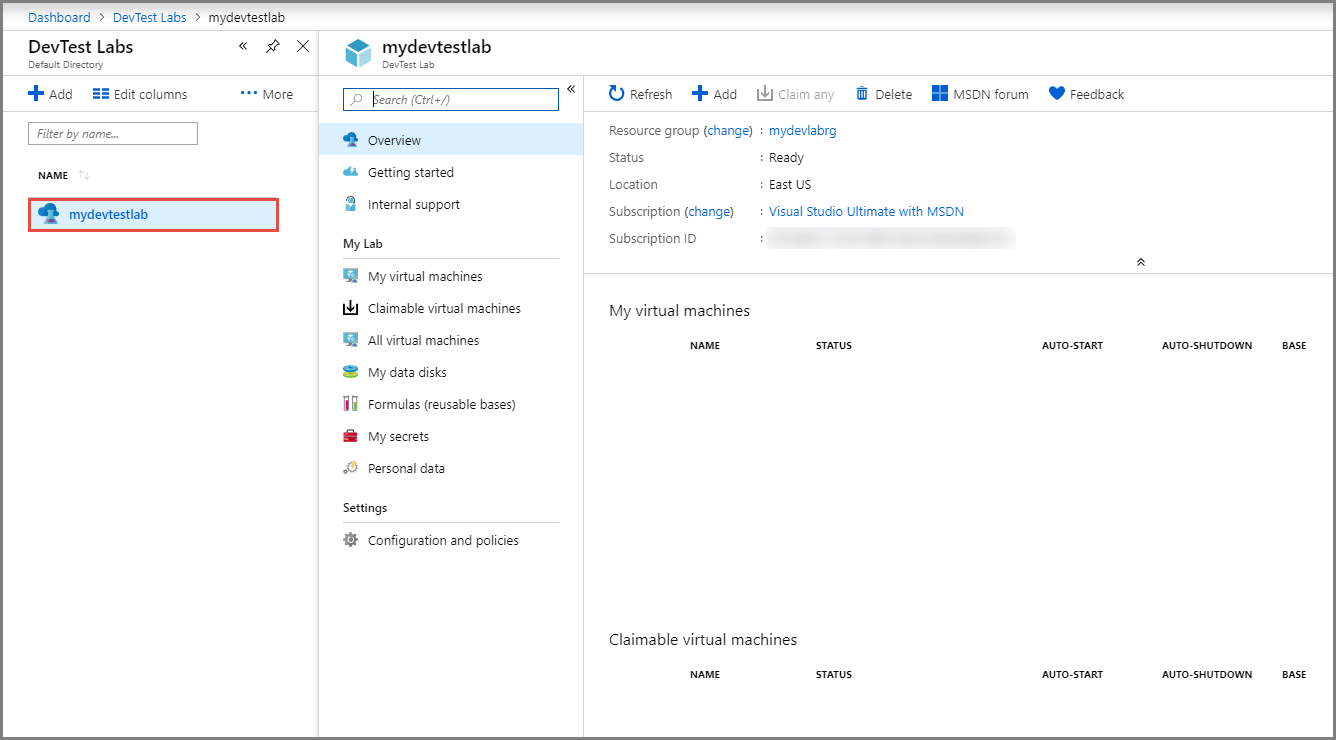 Dashboard > DevTest Labs > mydevtestlab
DevTest Labs
Default Directory
Add Edit columns ••• More
Filter by name...
NAME
mydevtestlab
mydevtestlab
DevTest Lab
Search (Ctrl+/)
Overview
Getting started
Internal support
My Lab
My virtual machines
Claimable virtual machines
All virtual machines
My data disks
Formulas (reusable bases)
My secrets
Personal data
Settings
Configuration and policies
Refresh Add Claim any Delete MSDN forum Feedback
Resource group (change) : mydevlabrg
Status : Ready
Location : East US
Subscription (change) : Visual Studio Ultimate with MSDN
Subscription ID :
My virtual machines
NAME STATUS AUTO-START AUTO-SHUTDOWN BASE
Claimable virtual machines
NAME STATUS AUTO-START AUTO-SHUTDOWN BASE